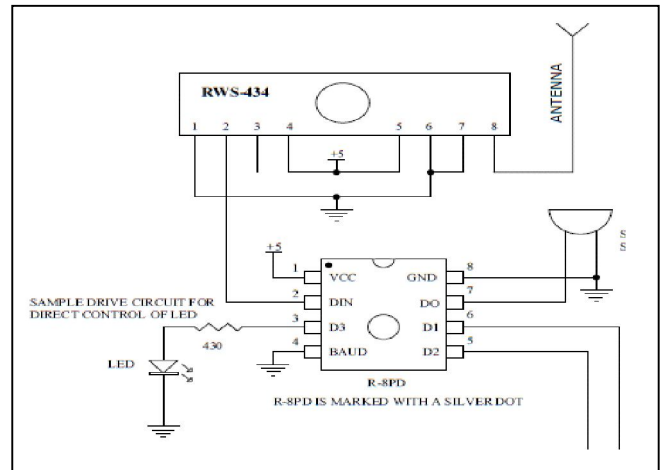 RWS-434
ANTENNA
1 2 3 4 5 6 7 8
+5
S
S
+5
1 VCC GND 8
2 DIN DO 7
SAMPLE DRIVE CIRCUIT FOR
DIRECT CONTROL OF LED
3 D3 D1 6
430
4 BAUD D2 5
LED
R-8PD
R-8PD IS MARKED WITH A SILVER DOT